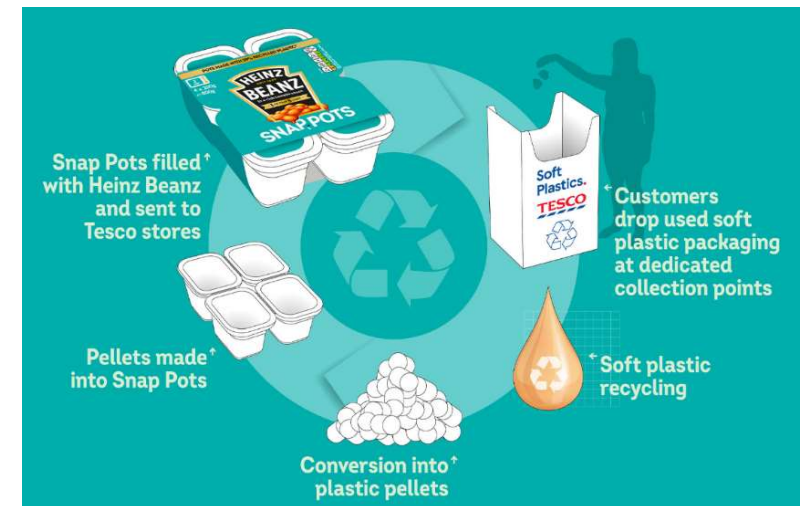 HEINZ
BEANZ
SNAP POTS
Snap Pots filled
with Heinz Beanz
and sent to
Tesco stores
Soft
Plastics.
TESCO
Customers
drop used soft
plastic packaging
at dedicated
collection points
Pellets made
into Snap Pots
Soft plastic
recycling
Conversion into
plastic pellets